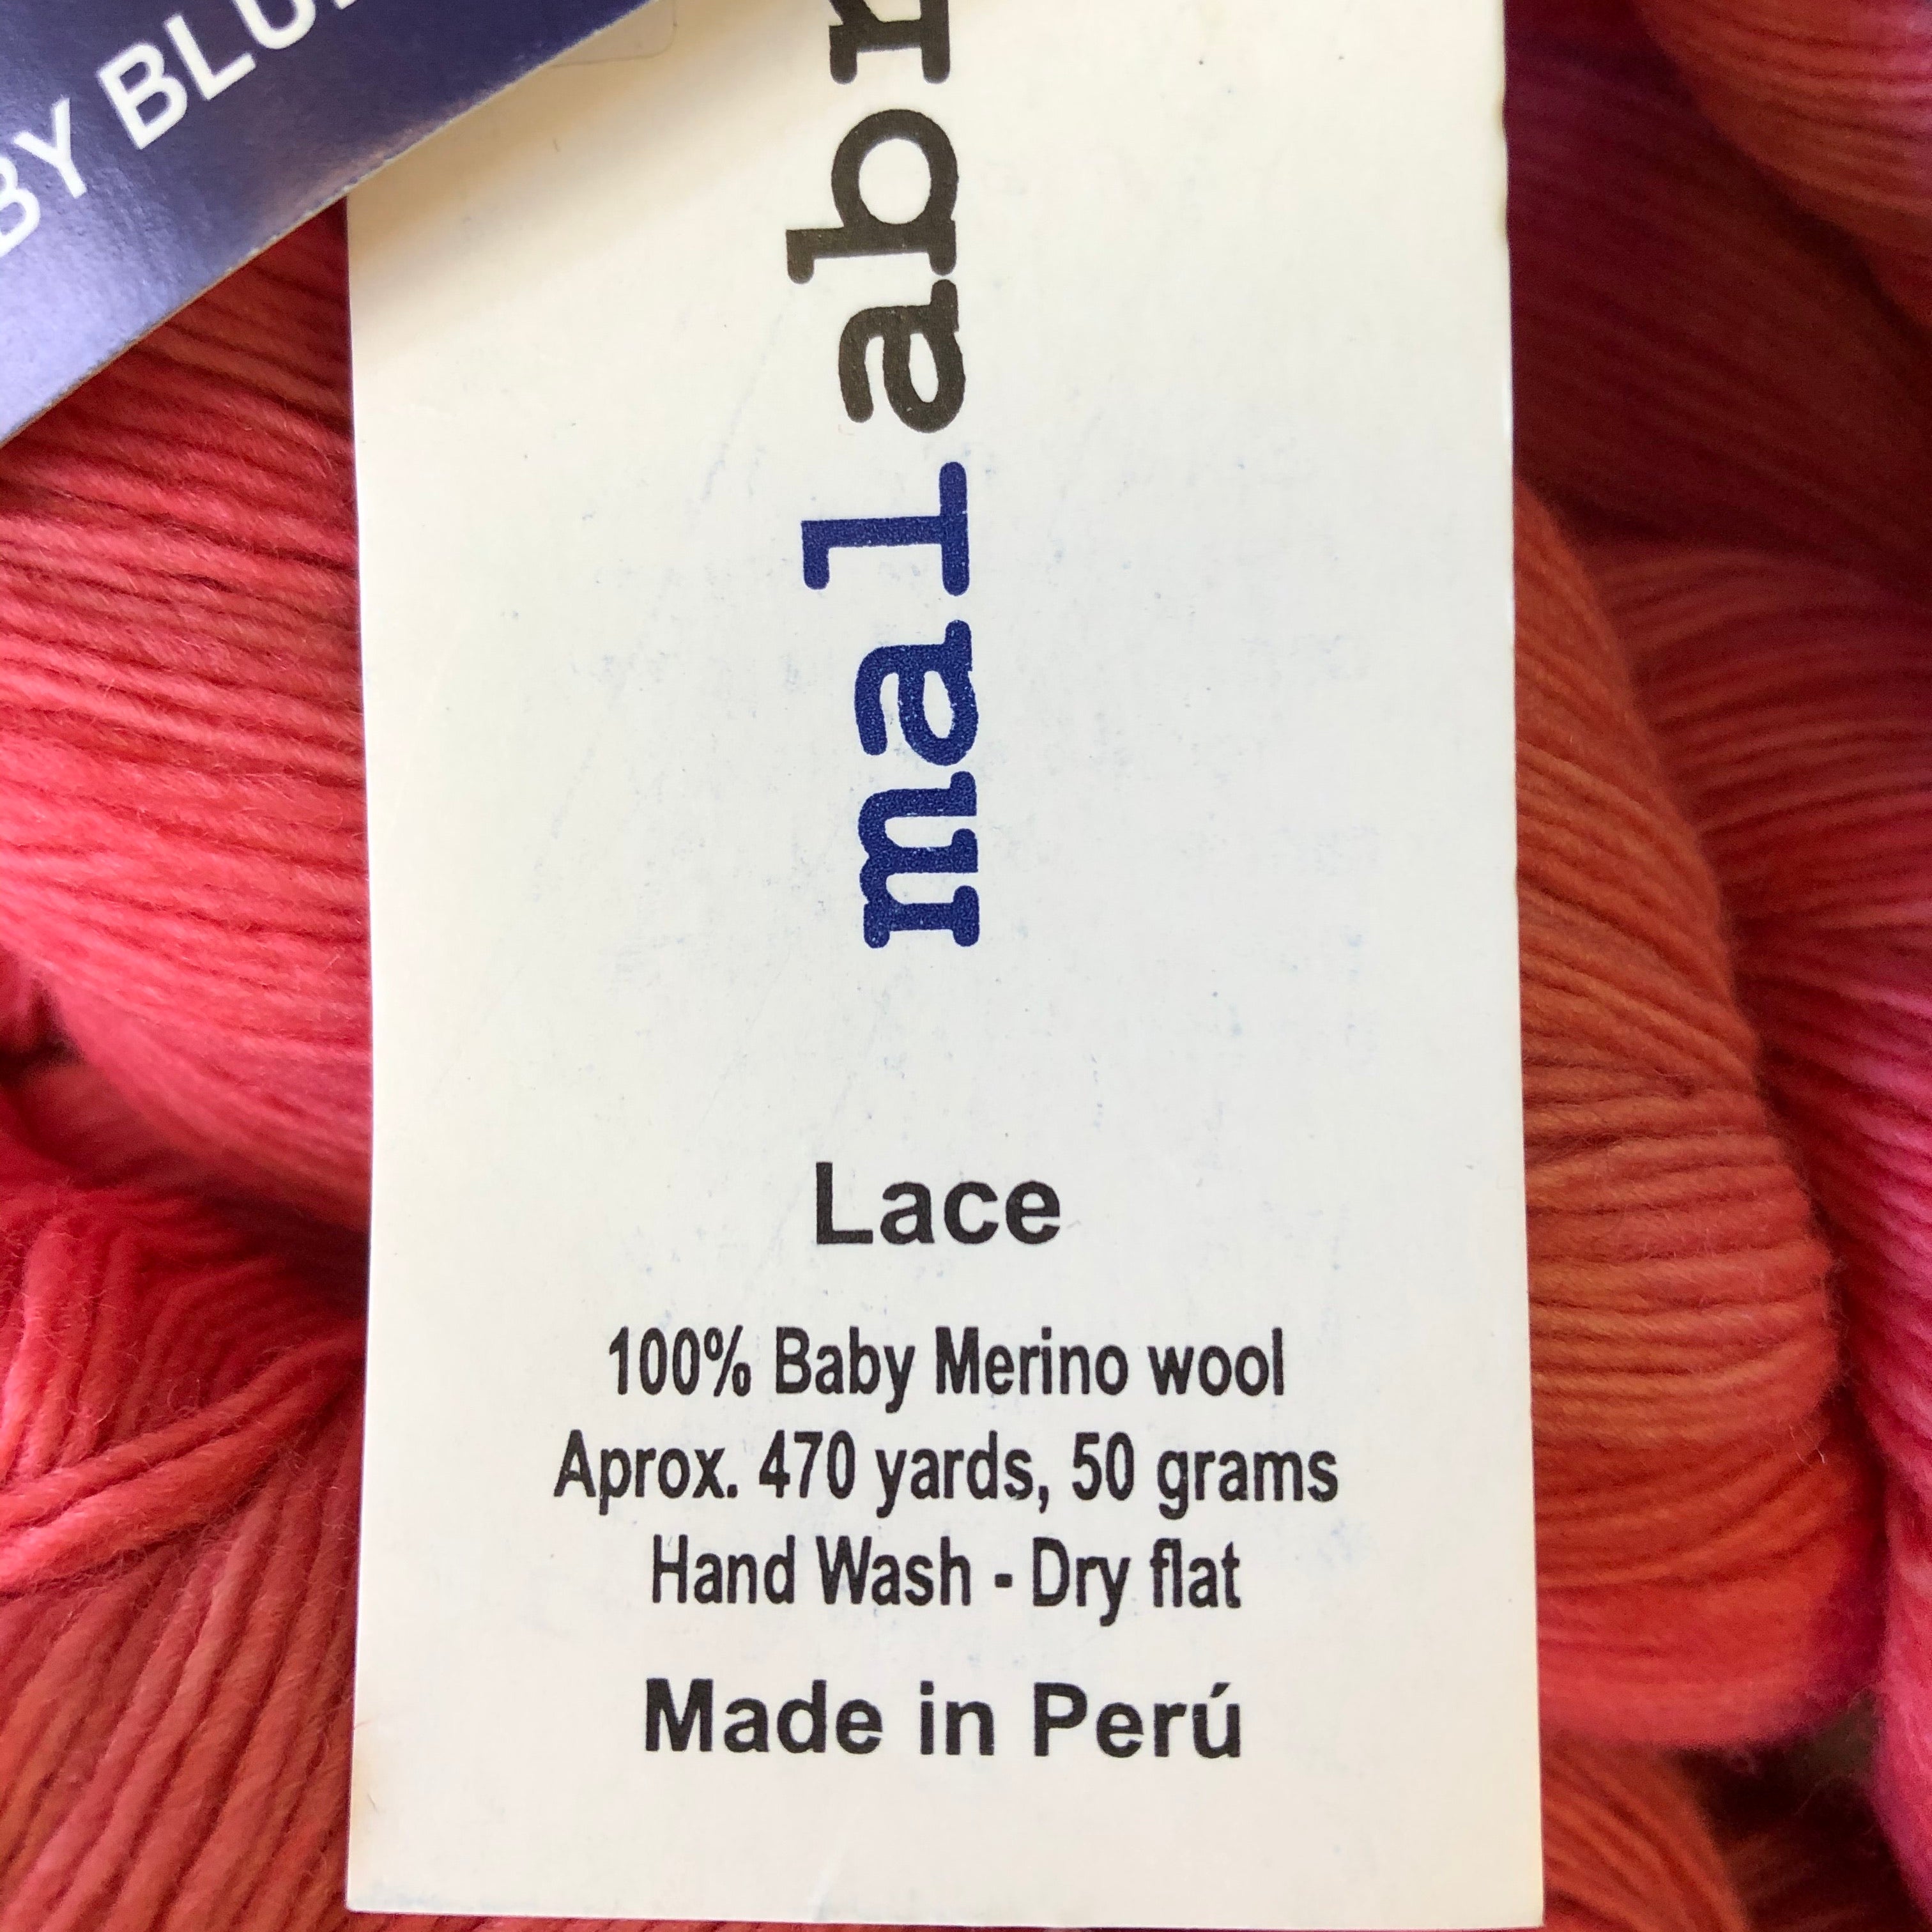 BY BLU
malabr
Lace
100% Baby Merino wool
Aprox. 470 yards, 50 grams
Hand Wash - Dry flat
Made in Perú